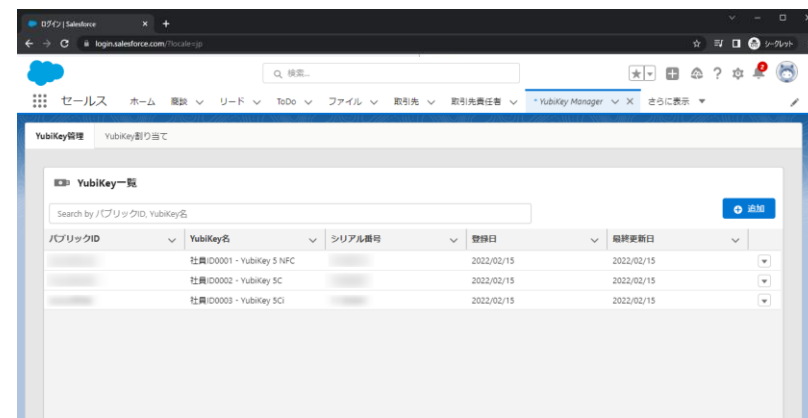 ログイン | Salesforce
login.salesforce.com/?locale=jp
シークレット
検索...
セールス ホーム 商談 リード ToDo ファイル 取引先 取引先責任者 * YubiKey Manager さらに表示
YubiKey管理 YubiKey割り当て
YubiKey一覧
Search by パブリックID, YubiKey名
追加
パブリックID YubiKey名 シリアル番号 登録日 最終更新日
社員ID0001 - YubiKey 5 NFC 2022/02/15 2022/02/15
社員ID0002 - YubiKey 5C 2022/02/15 2022/02/15
社員ID0003 - YubiKey 5Ci 2022/02/15 2022/02/15